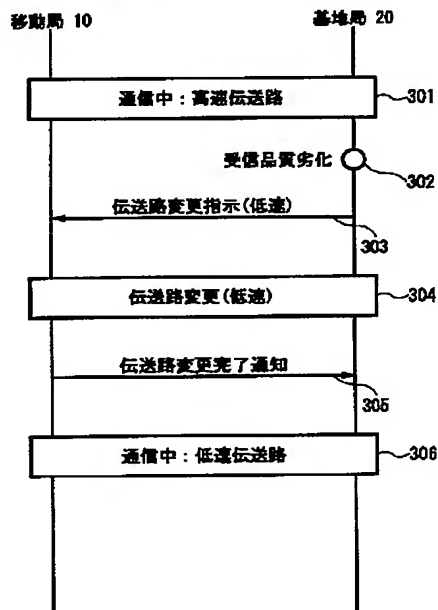 移動局 10
基地局 20
通信中：高速伝送路
301
受信品質劣化
302
伝送路変更指示(低速)
303
伝送路変更(低速)
304
伝送路変更完了通知
305
通信中：低速伝送路
306